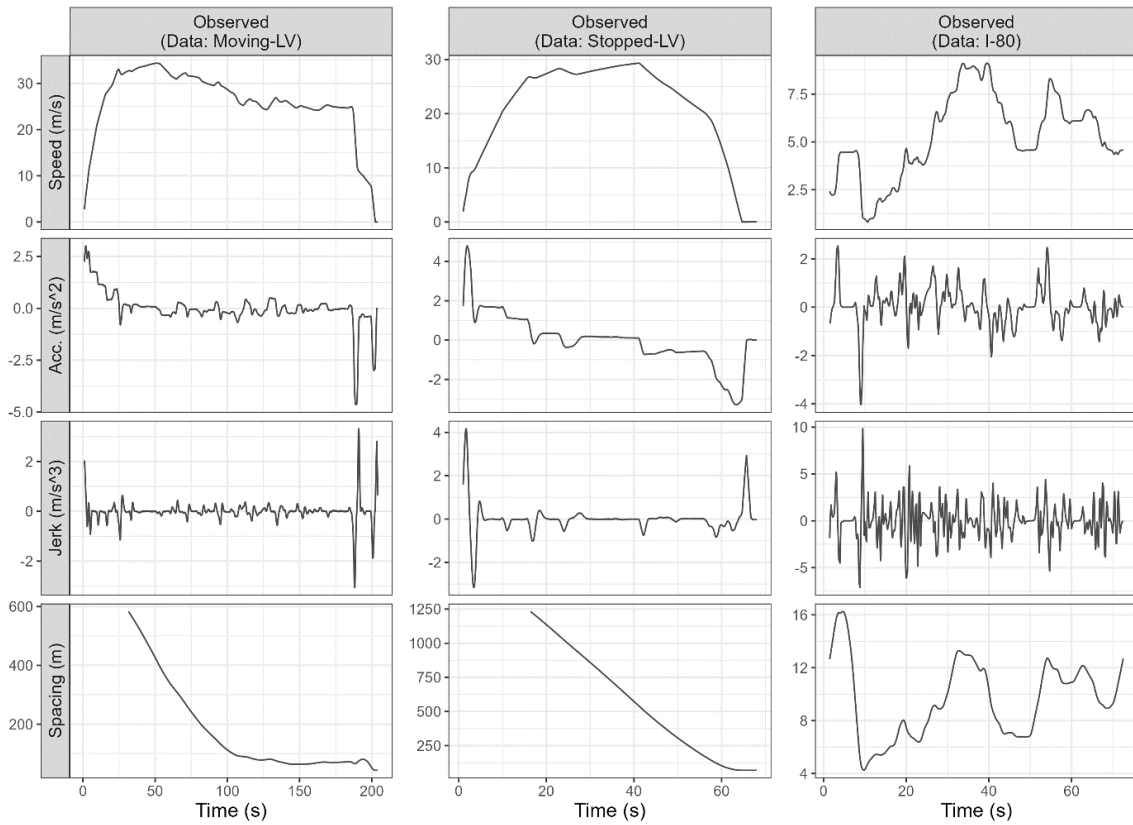 Observed
(Data: Moving-LV)
Observed
(Data: Stopped-LV)
Observed
(Data: I-80)
Speed (m/s)
30
20
10
0
30
20
10
0
7.5
5.0
2.5
Acc. (m/s^2)
2.5
0.0
-2.5
-5.0
4
2
0
-2
2
0
-2
-4
Jerk (m/s^3)
2
0
-2
4
2
0
-2
10
5
0
-5
Spacing (m)
600
400
200
1250
1000
750
500
250
16
12
8
4
0 50 100 150 200
0 20 40 60
0 20 40 60
Time (s)
Time (s)
Time (s)